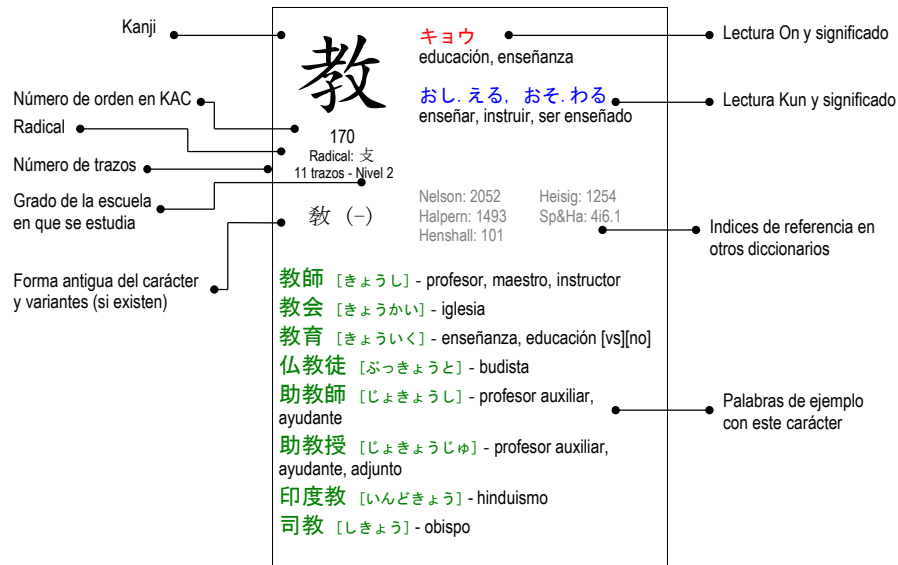 Kanji
Número de orden en KAC
Radical
Número de trazos
Grado de la escuela
en que se estudia
Forma antigua del carácter
y variantes (si existen)
教
170
Radical: 攴
11 trazos - Nivel 2
敎 (-)
キョウ
educación, enseñanza
おし.える, おそ.わる
enseñar, instruir, ser enseñado
Nelson: 2052 Heisig: 1254
Halpern: 1493 Sp&Ha: 4i6.1
Henshall: 101
教師 [きょうし] - profesor, maestro, instructor
教会 [きょうかい] - iglesia
教育 [きょういく] - enseñanza, educación [vs][no]
仏教徒 [ぶっきょうと] - budista
助教師 [じょきょうし] - profesor auxiliar,
ayudante
助教授 [じょきょうじゅ] - profesor auxiliar,
ayudante, adjunto
印度教 [いんどきょう] - hinduismo
司教 [しきょう] - obispo
Lectura On y significado
Lectura Kun y significado
Indices de referencia en
otros diccionarios
Palabras de ejemplo
con este carácter